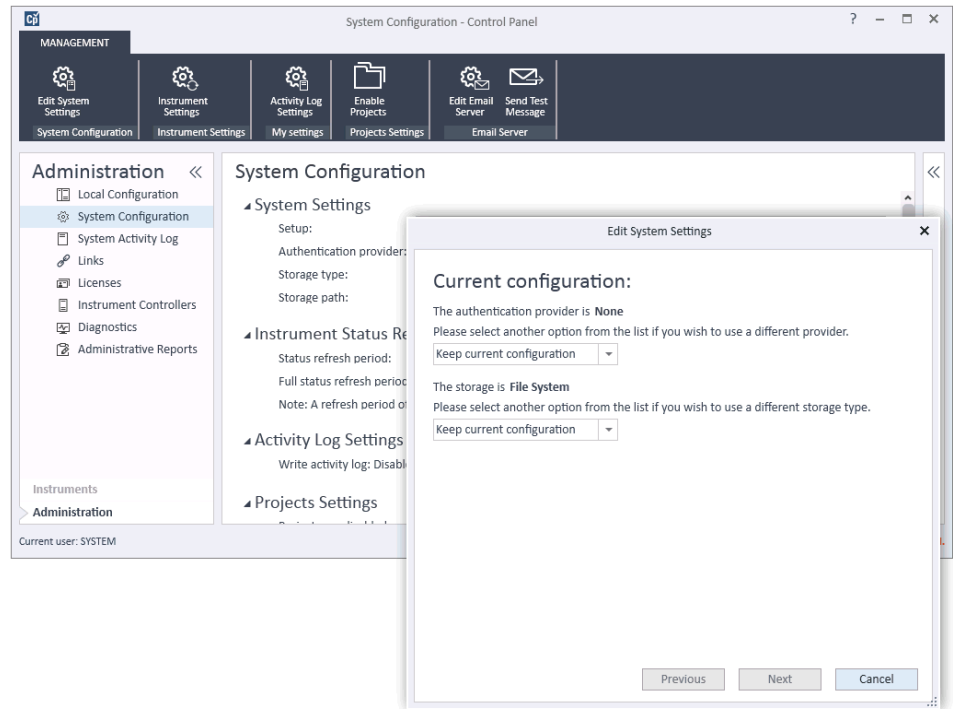 System Configuration - Control Panel
MANAGEMENT
Edit System
Settings
Instrument
Settings
Activity Log
Settings
Enable
Projects
Edit Email
Server
Send Test
Message
System Configuration
Instrument Settings
My settings
Projects Settings
Email Server
Administration
Local Configuration
System Configuration
System Activity Log
Links
Licenses
Instrument Controllers
Diagnostics
Administrative Reports
Instruments
Administration
Current user: SYSTEM
System Configuration
System Settings
Setup:
Authentication provider:
Storage type:
Storage path:
Instrument Status Re
Status refresh period:
Full status refresh period
Note: A refresh period of
Activity Log Settings
Write activity log: Disabl
Projects Settings
Edit System Settings
Current configuration:
The authentication provider is None
Please select another option from the list if you wish to use a different provider.
Keep current configuration
The storage is File System
Please select another option from the list if you wish to use a different storage type.
Keep current configuration
Previous
Next
Cancel